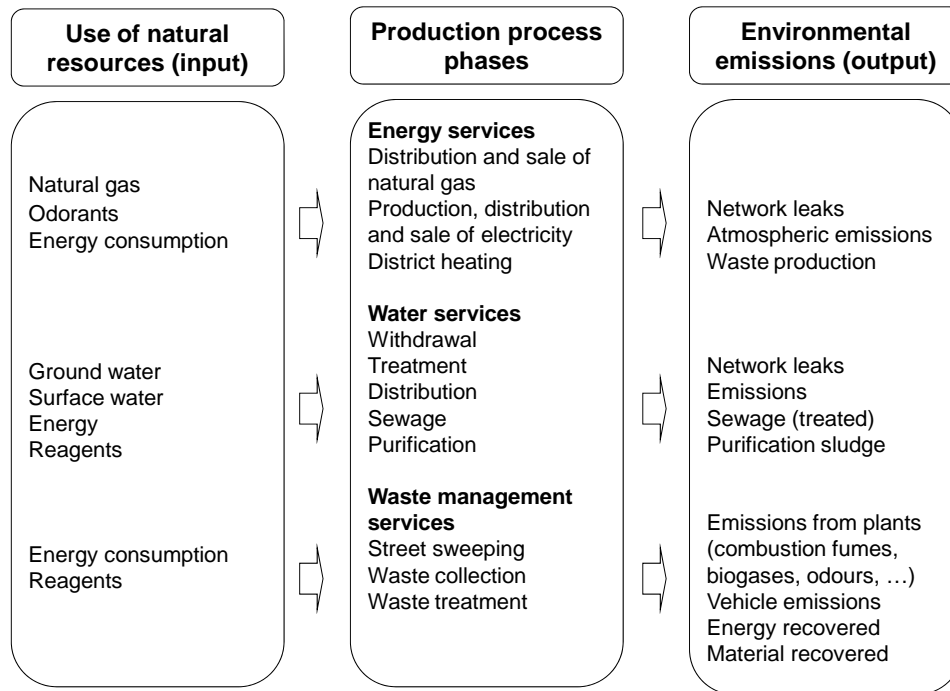 Use of natural
resources (input)
Production process
phases
Environmental
emissions (output)
Natural gas
Odorants
Energy consumption
Energy services
Distribution and sale of
natural gas
Production, distribution
and sale of electricity
District heating
Network leaks
Atmospheric emissions
Waste production
Ground water
Surface water
Energy
Reagents
Water services
Withdrawal
Treatment
Distribution
Sewage
Purification
Network leaks
Emissions
Sewage (treated)
Purification sludge
Energy consumption
Reagents
Waste management
services
Street sweeping
Waste collection
Waste treatment
Emissions from plants
(combustion fumes,
biogases, odours, …)
Vehicle emissions
Energy recovered
Material recovered